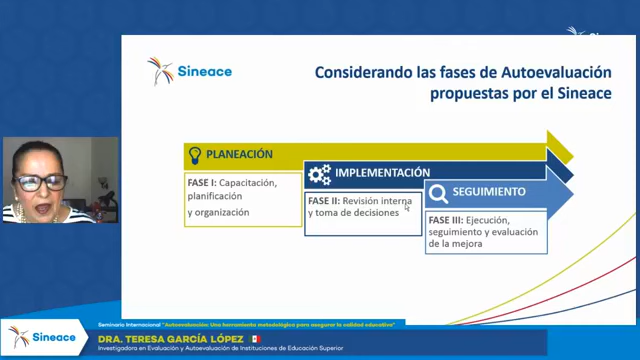 Sineace
Considerando las fases de Autoevaluación
propuestas por el Sineace
PLANEACIÓN
FASE I: Capacitación,
planificación
y organización
IMPLEMENTACIÓN
FASE II: Revisión interna
y toma de decisiones
SEGUIMIENTO
FASE III: Ejecución,
seguimiento y evaluación
de la mejora
Seminario Internacional "Autoevaluación: Una herramienta metodológica para asegurar la calidad educativa"
Sineace
DRA. TERESA GARCÍA LÓPEZ
Investigadora en Evaluación y Autoevaluación de Instituciones de Educación Superior